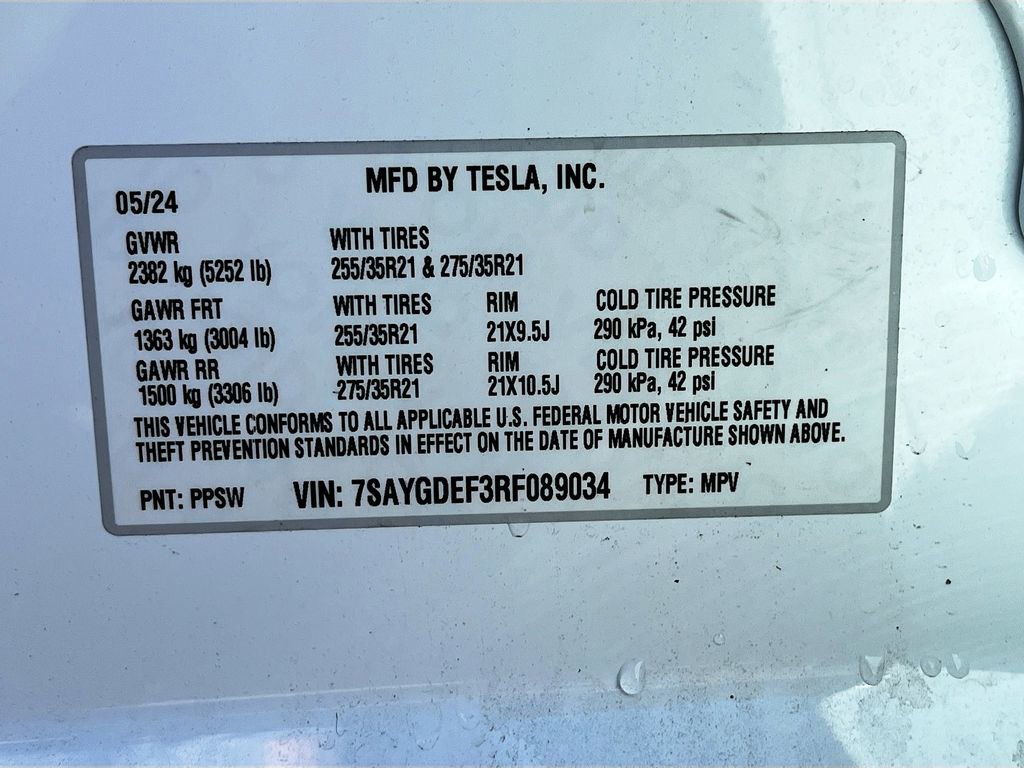 MFD BY TESLA, INC.
05/24
GVWR WITH TIRES
2382 kg (5252 lb) 255/35R21 & 275/35R21
GAWR FRT WITH TIRES RIM COLD TIRE PRESSURE
1363 kg (3004 lb) 255/35R21 21X9.5J 290 kPa, 42 psi
GAWR RR WITH TIRES RIM COLD TIRE PRESSURE
1500 kg (3306 lb) 275/35R21 21X10.5J 290 kPa, 42 psi
THIS VEHICLE CONFORMS TO ALL APPLICABLE U.S. FEDERAL MOTOR VEHICLE SAFETY AND
THEFT PREVENTION STANDARDS IN EFFECT ON THE DATE OF MANUFACTURE SHOWN ABOVE.
PNT: PPSW VIN: 7SAYGDEF3RF089034 TYPE: MPV